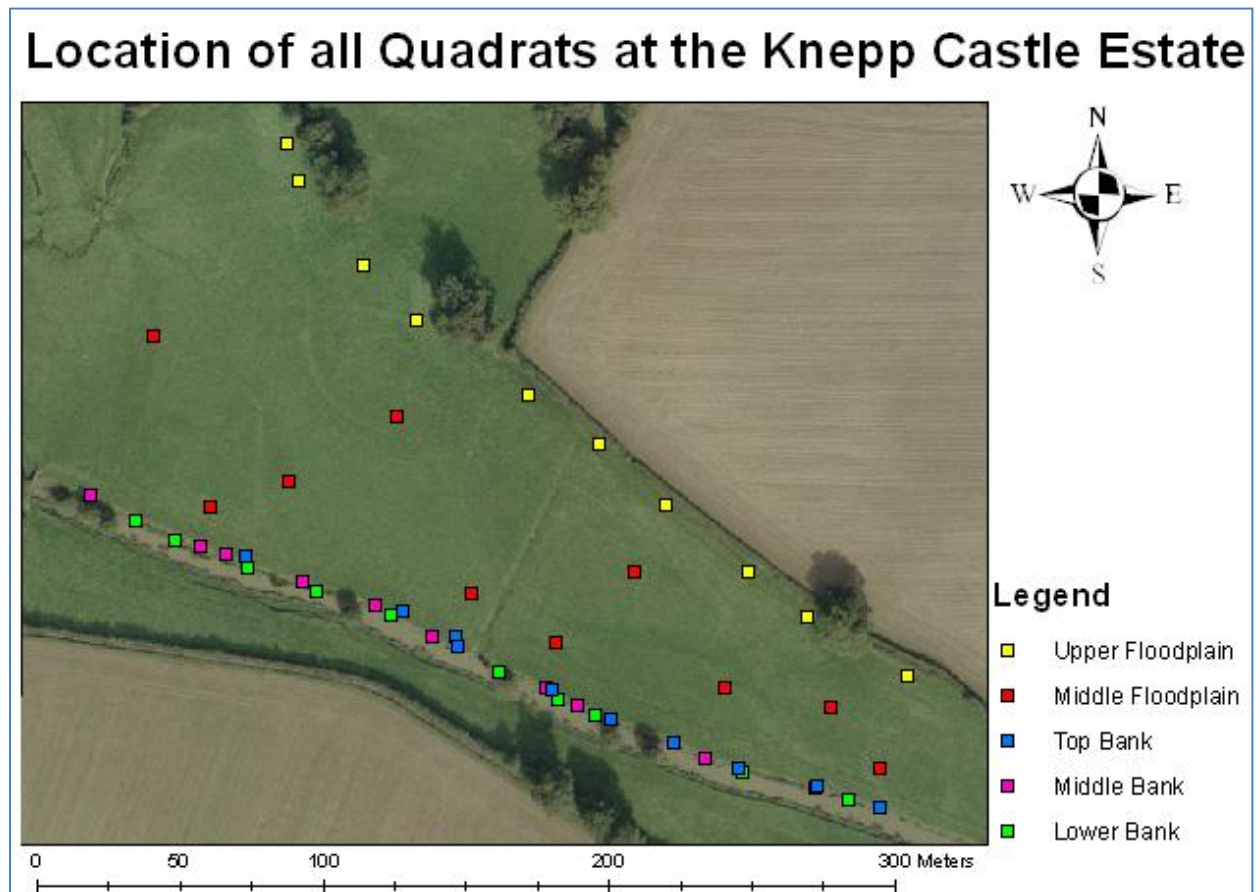 Location of all Quadrats at the Knepp Castle Estate
N
W E
S
Legend
Upper Floodplain
Middle Floodplain
Top Bank
Middle Bank
Lower Bank
0 50 100 200 300 Meters